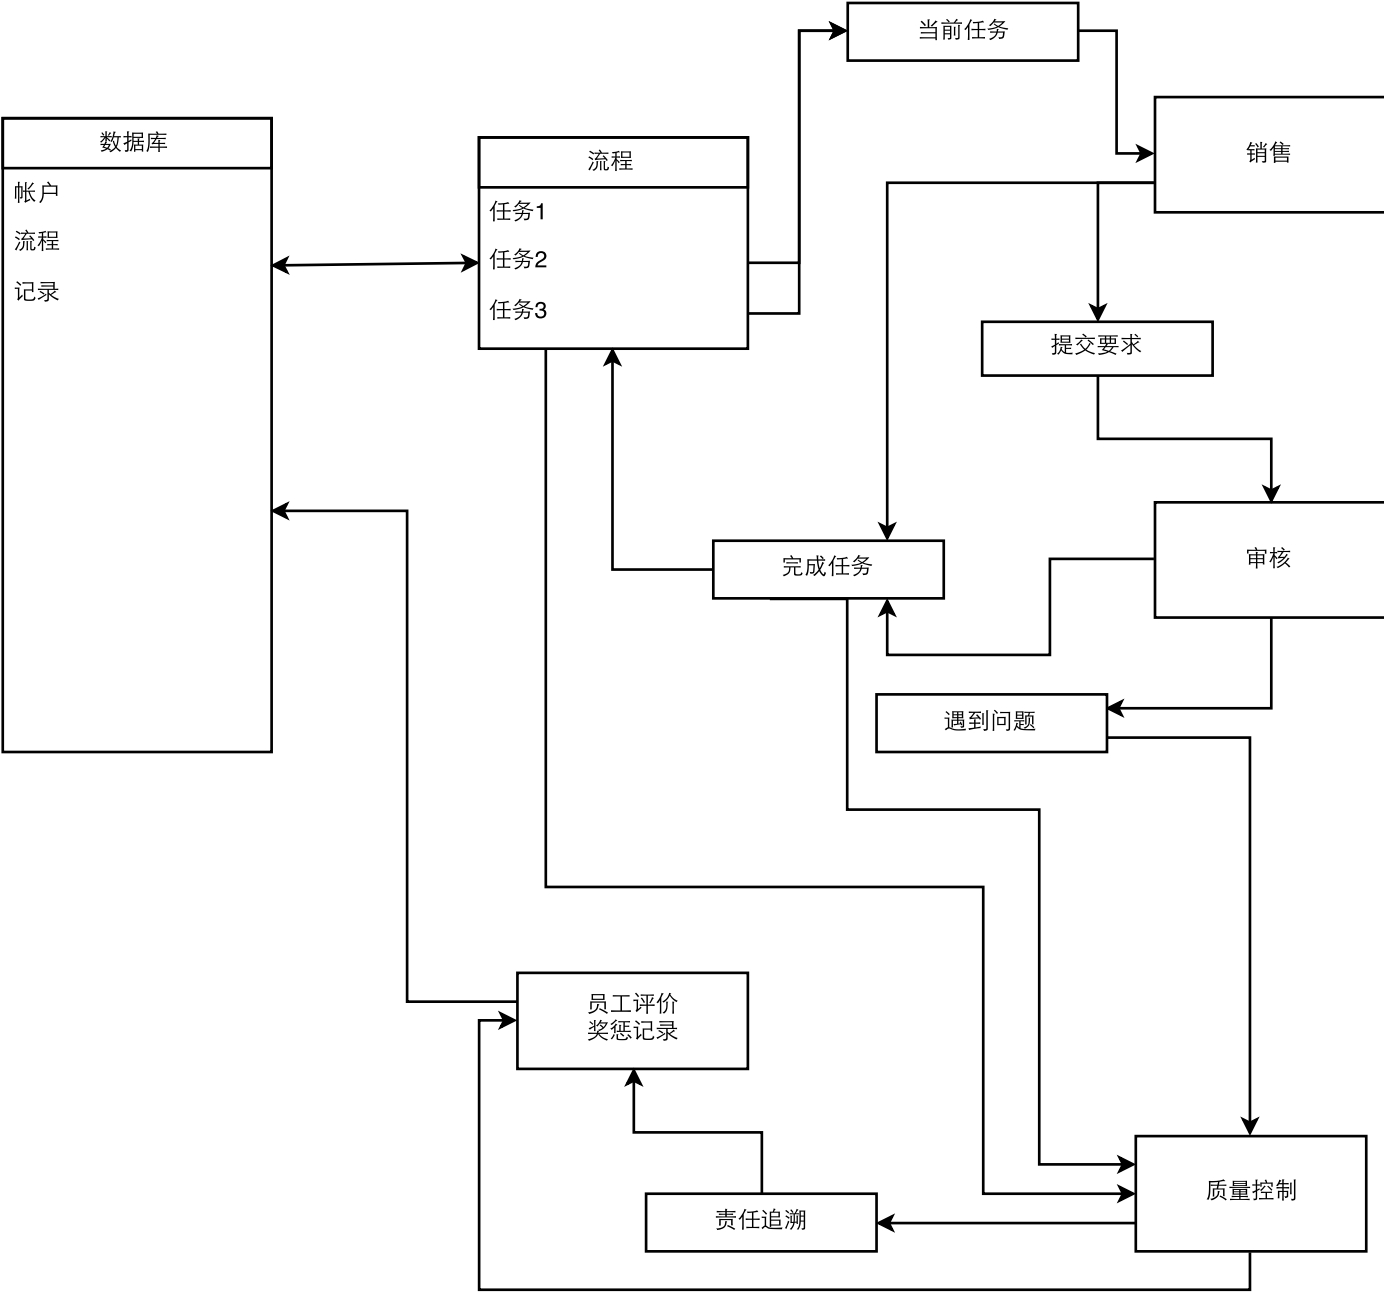 当前任务
数据库
帐户
流程
记录
流程
任务1
任务2
任务3
销售
提交要求
完成任务
审核
遇到问题
员工评价
奖惩记录
责任追溯
质量控制